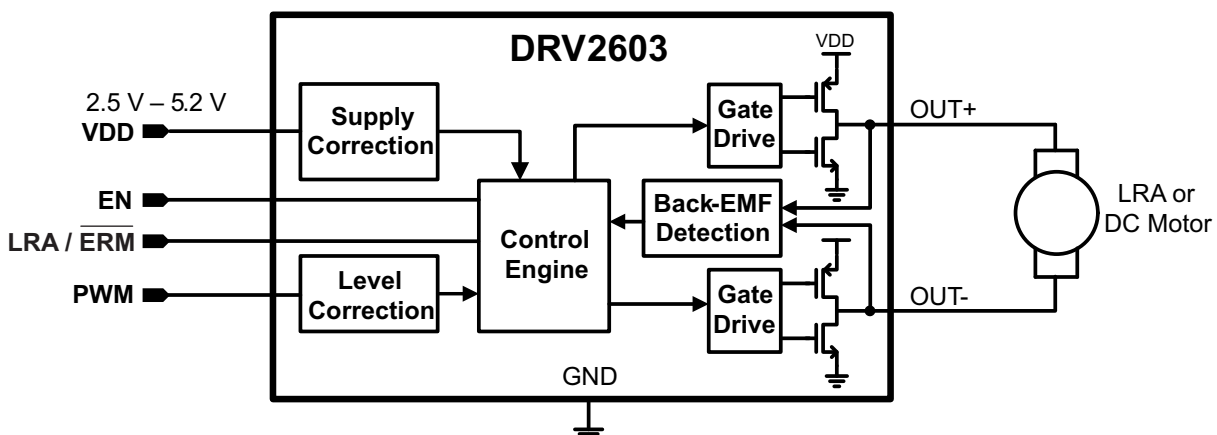 DRV2603
VDD
2.5 V – 5.2 V
VDD
Supply
Correction
Gate
Drive
OUT+
EN
Back-EMF
Detection
LRA or
DC Motor
LRA / ERM
Control
Engine
PWM
Level
Correction
Gate
Drive
OUT-
GND